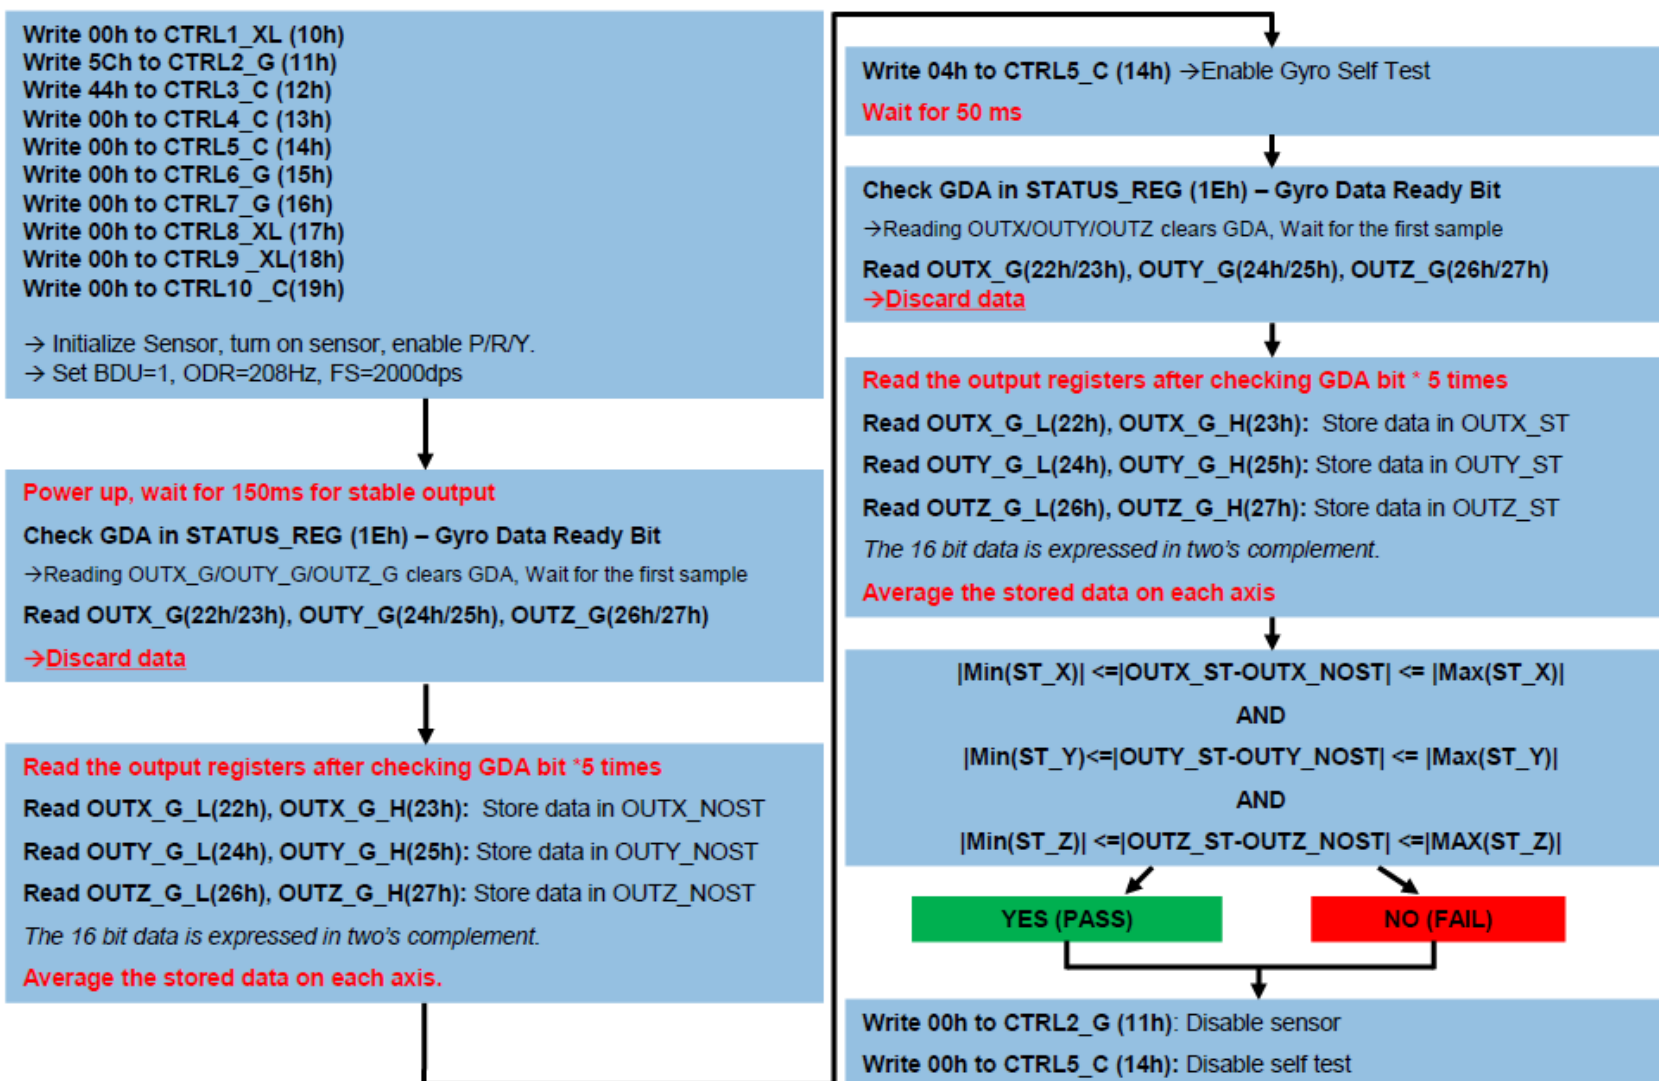 Write 00h to CTRL1_XL (10h)
Write 5Ch to CTRL2_G (11h)
Write 44h to CTRL3_C (12h)
Write 00h to CTRL4_C (13h)
Write 00h to CTRL5_C (14h)
Write 00h to CTRL6_G (15h)
Write 00h to CTRL7_G (16h)
Write 00h to CTRL8_XL (17h)
Write 00h to CTRL9 _XL(18h)
Write 00h to CTRL10 _C(19h)
→ Initialize Sensor, turn on sensor, enable P/R/Y.
→ Set BDU=1, ODR=208Hz, FS=2000dps
Power up, wait for 150ms for stable output
Check GDA in STATUS_REG (1Eh) – Gyro Data Ready Bit
→Reading OUTX_G/OUTY_G/OUTZ_G clears GDA, Wait for the first sample
Read OUTX_G(22h/23h), OUTY_G(24h/25h), OUTZ_G(26h/27h)
→Discard data
Read the output registers after checking GDA bit *5 times
Read OUTX_G_L(22h), OUTX_G_H(23h): Store data in OUTX_NOST
Read OUTY_G_L(24h), OUTY_G_H(25h): Store data in OUTY_NOST
Read OUTZ_G_L(26h), OUTZ_G_H(27h): Store data in OUTZ_NOST
The 16 bit data is expressed in two's complement.
Average the stored data on each axis.
Write 04h to CTRL5_C (14h) →Enable Gyro Self Test
Wait for 50 ms
Check GDA in STATUS_REG (1Eh) – Gyro Data Ready Bit
→Reading OUTX/OUTY/OUTZ clears GDA, Wait for the first sample
Read OUTX_G(22h/23h), OUTY_G(24h/25h), OUTZ_G(26h/27h)
→Discard data
Read the output registers after checking GDA bit * 5 times
Read OUTX_G_L(22h), OUTX_G_H(23h): Store data in OUTX_ST
Read OUTY_G_L(24h), OUTY_G_H(25h): Store data in OUTY_ST
Read OUTZ_G_L(26h), OUTZ_G_H(27h): Store data in OUTZ_ST
The 16 bit data is expressed in two's complement.
Average the stored data on each axis
|Min(ST_X)| <=|OUTX_ST-OUTX_NOST| <= |Max(ST_X)|
AND
|Min(ST_Y)<=|OUTY_ST-OUTY_NOST| <= |Max(ST_Y)|
AND
|Min(ST_Z)| <=|OUTZ_ST-OUTZ_NOST| <=|MAX(ST_Z)|
YES (PASS)
NO (FAIL)
Write 00h to CTRL2_G (11h): Disable sensor
Write 00h to CTRL5_C (14h): Disable self test